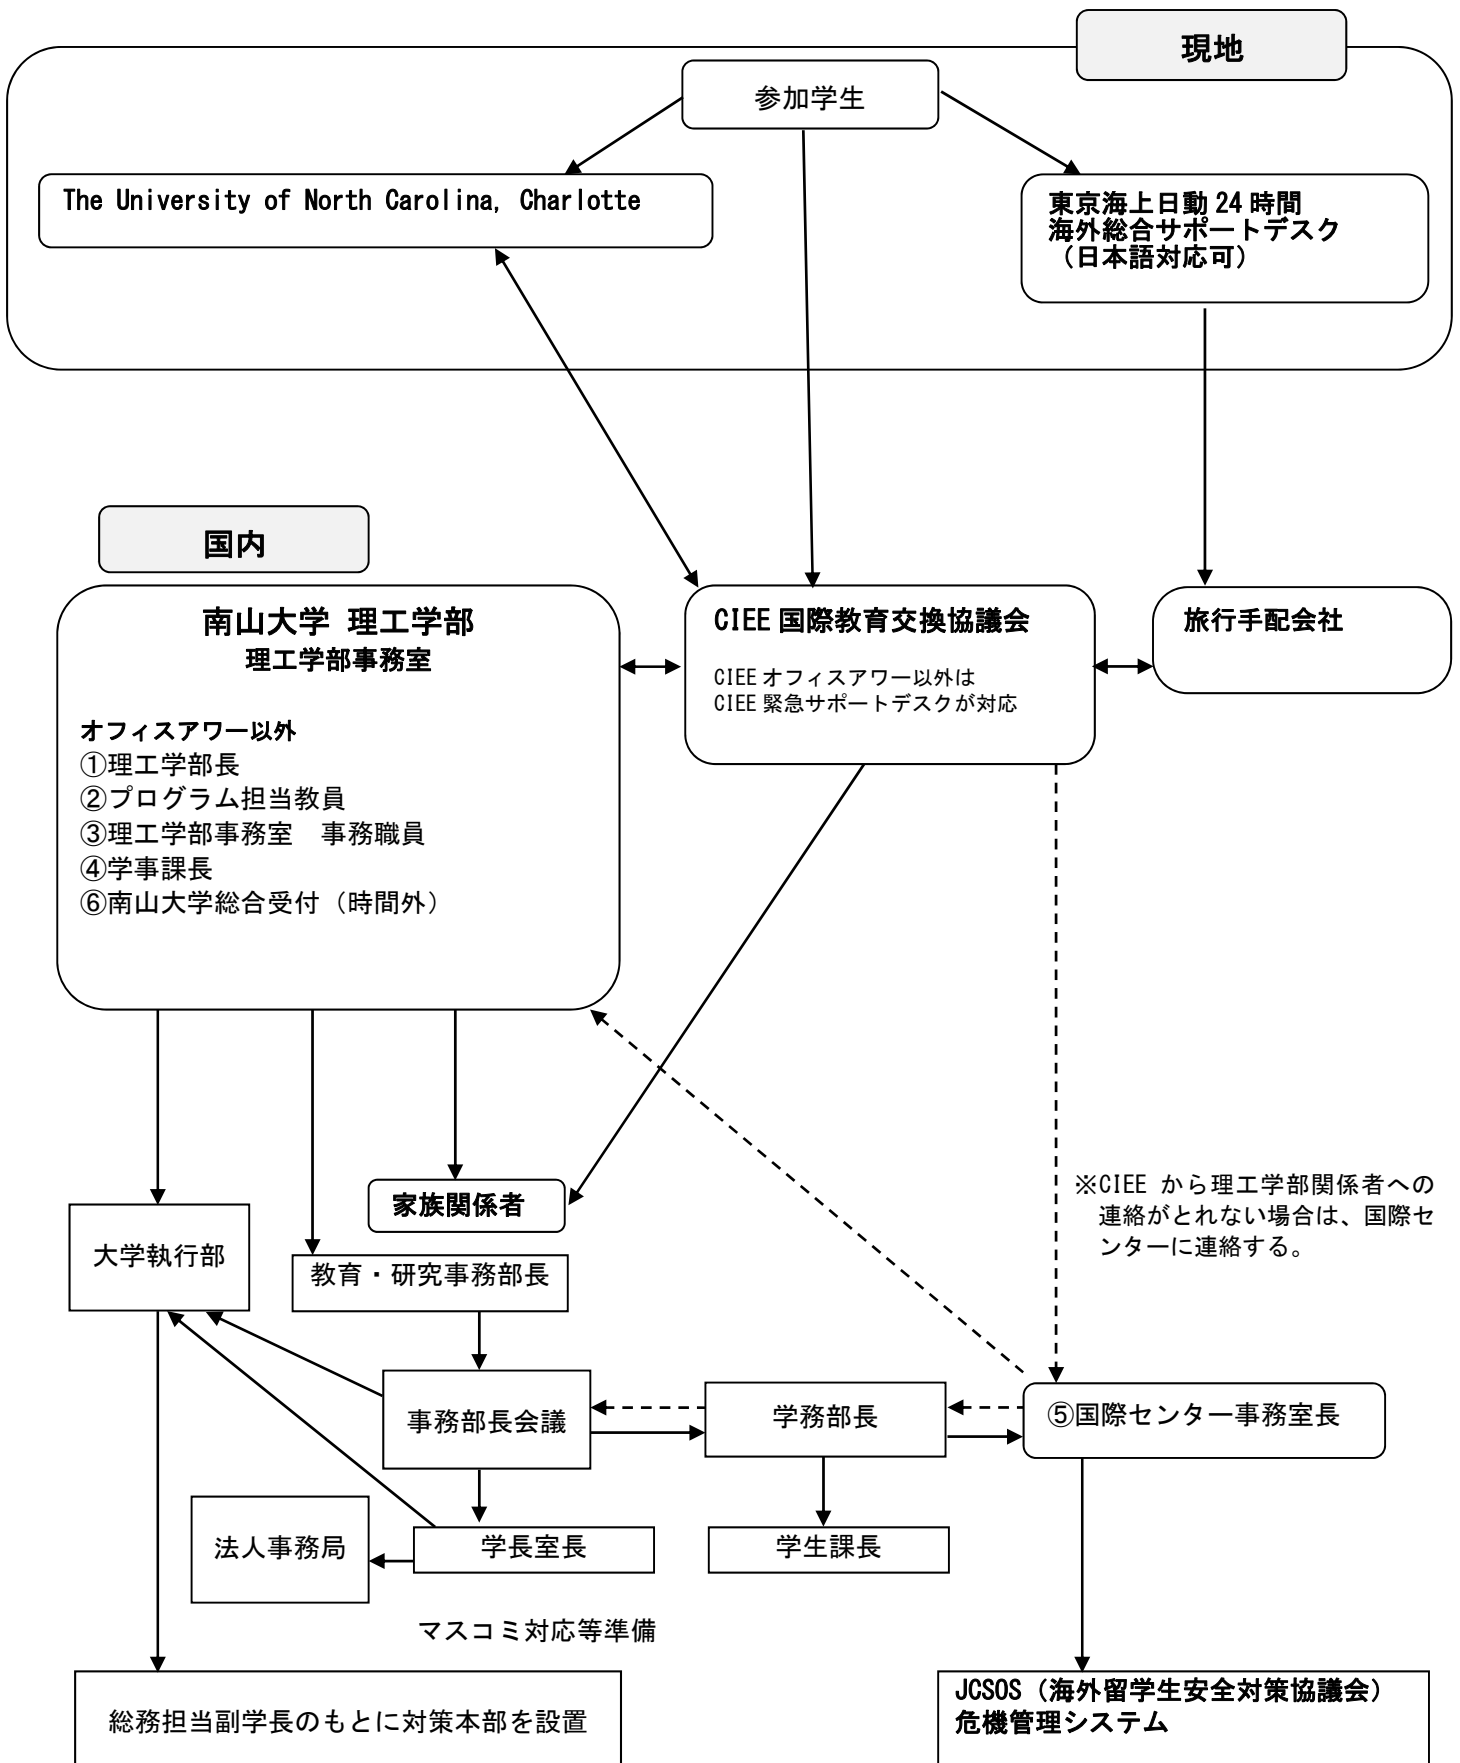 現地
参加学生
The University of North Carolina, Charlotte
東京海上日動24時間
海外総合サポートデスク
（日本語対応可）
国内
南山大学 理工学部
理工学部事務室
オフィスアワー以外
①理工学部長
②プログラム担当教員
③理工学部事務室　事務職員
④学事課長
⑥南山大学総合受付（時間外）
CIEE国際教育交換協議会
CIEEオフィスアワー以外は
CIEE緊急サポートデスクが対応
旅行手配会社
家族関係者
※CIEE から理工学部関係者への
連絡がとれない場合は、国際セ
ンターに連絡する。
大学執行部
教育・研究事務部長
事務部長会議
学務部長
⑤国際センター事務室長
法人事務局
学長室長
学生課長
マスコミ対応等準備
総務担当副学長のもとに対策本部を設置
JCSOS（海外留学生安全対策協議会）
危機管理システム